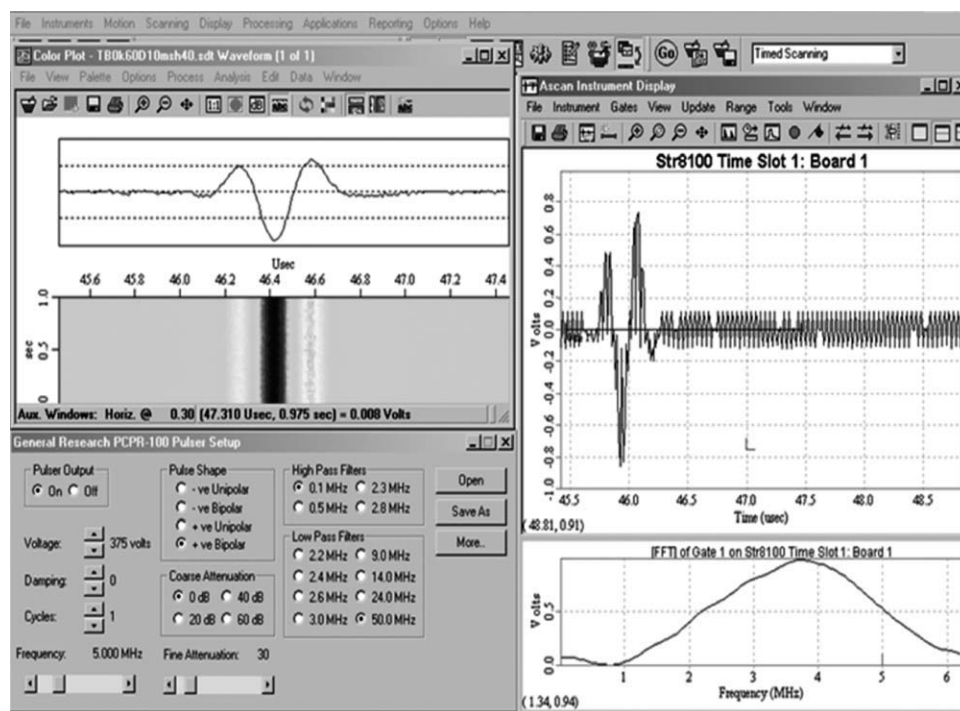 File Instruments Motion Scanning Display Processing Applications Reporting Options Help
Color Plot - TB0k60D10msh40.sdt Waveform (1 of 1)
File View Palette Options Process Analysis Edit Data Window
1:1 dB
Usec
45.6 45.8 46.0 46.2 46.4 46.6 46.8 47.0 47.2 47.4
1.0
0.5
0
sec
Aux. Windows: Horiz. @ 0.30 (47.310 Usec, 0.975 sec) = 0.008 Volts
Go Timed Scanning
Ascan Instrument Display
File Instrument Gates View Update Range Tools Window
Str8100 Time Slot 1: Board 1
0.8
0.6
0.4
0.2
0.0
-0.2
-0.4
-0.6
-0.8
-1.0
V olts
45.5 46.0 46.5 47.0 47.5 48.0 48.5
Time (usec)
(48.81, 0.91)
General Research PCPR-100 Pulser Setup
Pulser Output
On Off
Voltage: 375 volts
Damping: 0
Cycles: 1
Frequency: 5.000 MHz
Pulse Shape
- ve Unipolar
- ve Bipolar
+ ve Unipolar
+ ve Bipolar
Coarse Attenuation
0 dB 40 dB
20 dB 60 dB
Fine Attenuation: 30
High Pass Filters
0.1 MHz 2.3 MHz
0.5 MHz 2.8 MHz
Low Pass Filters
2.2 MHz 9.0 MHz
2.4 MHz 14.0 MHz
2.6 MHz 24.0 MHz
3.0 MHz 50.0 MHz
Open
Save As
More..
[FFT] of Gate 1 on Str8100 Time Slot 1: Board 1
V olts
0.5
0.0
1 2 3 4 5 6
Frequency (MHz)
(1.34, 0.94)